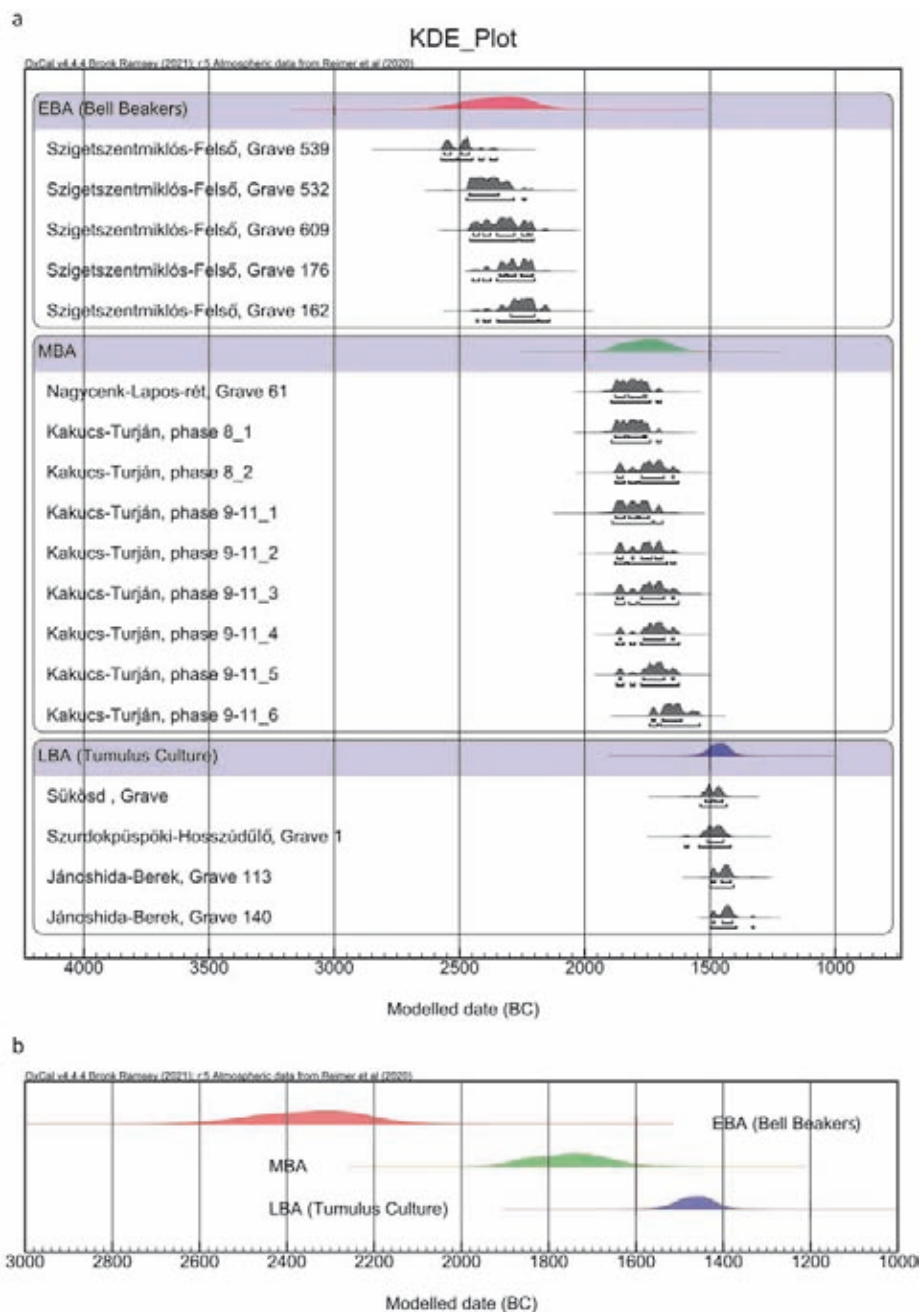 a
KDE_Plot
OxCal v4.4.4 Bronk Ramsey (2021); r:5 Atmospheric data from Reimer et al (2020)
EBA (Bell Beakers)
Szigetszentmiklós-Felső, Grave 539
Szigetszentmiklós-Felső, Grave 532
Szigetszentmiklós-Felső, Grave 609
Szigetszentmiklós-Felső, Grave 176
Szigetszentmiklós-Felső, Grave 162
MBA
Nagycenk-Lapos-rét, Grave 61
Kakucs-Turján, phase 8_1
Kakucs-Turján, phase 8_2
Kakucs-Turján, phase 9-11_1
Kakucs-Turján, phase 9-11_2
Kakucs-Turján, phase 9-11_3
Kakucs-Turján, phase 9-11_4
Kakucs-Turján, phase 9-11_5
Kakucs-Turján, phase 9-11_6
LBA (Tumulus Culture)
Sükösd , Grave
Szurdokpüspöki-Hosszúdűlő, Grave 1
Jánoshida-Berek, Grave 113
Jánoshida-Berek, Grave 140
4000 3500 3000 2500 2000 1500 1000
Modelled date (BC)
b
OxCal v4.4.4 Bronk Ramsey (2021); r:5 Atmospheric data from Reimer et al (2020)
EBA (Bell Beakers)
MBA
LBA (Tumulus Culture)
3000 2800 2600 2400 2200 2000 1800 1600 1400 1200 1000
Modelled date (BC)